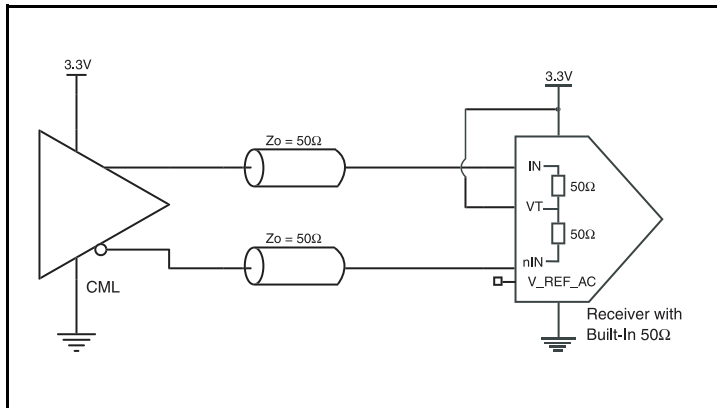 3.3V
3.3V
Zo = 50Ω
IN
50Ω
VT
50Ω
Zo = 50Ω
nIN
V_REF_AC
CML
Receiver with
Built-In 50Ω